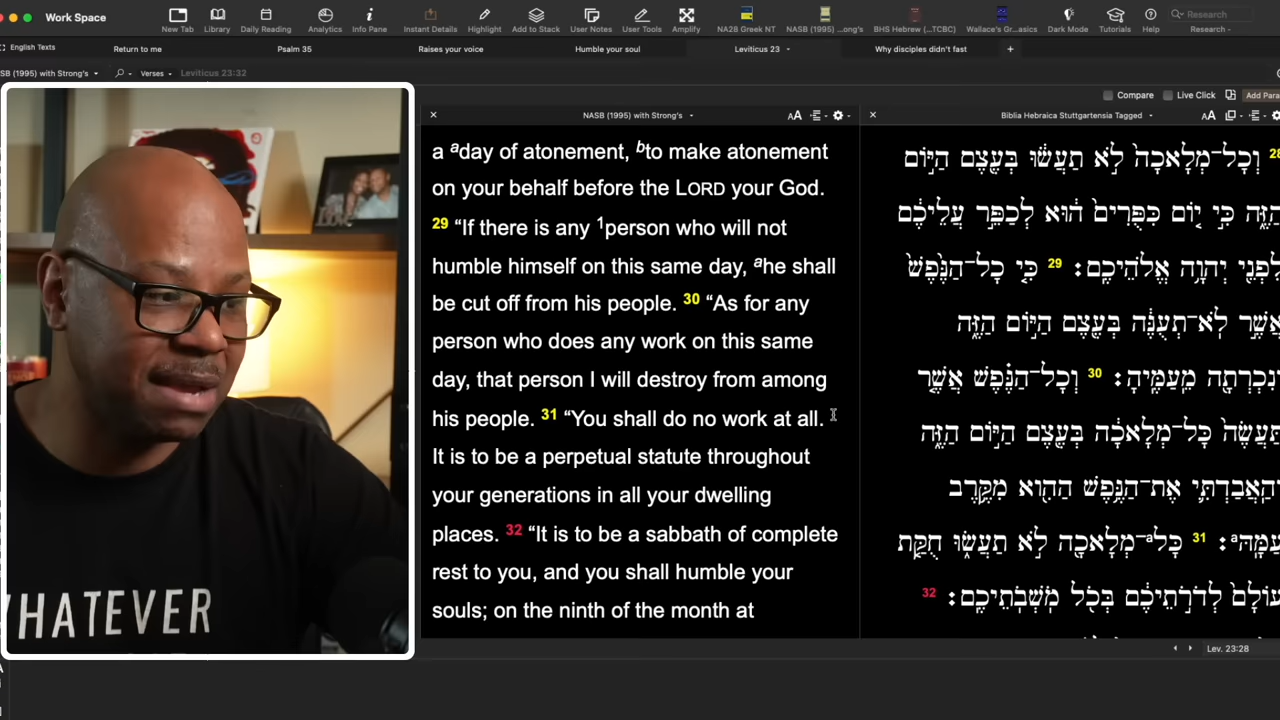 Work Space
New Tab
Library
Daily Reading
Analytics
Info Pane
Instant Details
Highlight
Add to Stack
User Notes
User Tools
Amplify
NA28 Greek NT
NASB (1995) ...ong's
BHS Hebrew (...TCBC)
Wallace's Gr...asics
Dark Mode
Tutorials
Help
Research
Research
English Texts
Return to me
Psalm 35
Raises your voice
Humble your soul
Leviticus 23
Why disciples didn't fast
SB (1995) with Strong's
Verses
Leviticus 23:32
Compare
Live Click
Add Para
NASB (1995) with Strong's
AA
a ᵃday of atonement, ᵇto make atonement
on your behalf before the LORD your God.
29 “If there is any ¹person who will not
humble himself on this same day, ᵃhe shall
be cut off from his people. 30 “As for any
person who does any work on this same
day, that person I will destroy from among
his people. 31 “You shall do no work at all.
It is to be a perpetual statute throughout
your generations in all your dwelling
places. 32 “It is to be a sabbath of complete
rest to you, and you shall humble your
souls; on the ninth of the month at
Biblia Hebraica Stuttgartensia Tagged
AA
28 וְכָל־מְלָאכָה֙ לֹ֣א תַעֲשׂ֔וּ בְּעֶ֖צֶם הַיּ֣וֹם
הַזֶּ֑ה כִּ֣י י֤וֹם כִּפֻּרִים֙ ה֔וּא לְכַפֵּ֣ר עֲלֵיכֶ֔ם
לִפְנֵ֖י יְהוָ֥ה אֱלֹהֵיכֶֽם׃ 29 כִּ֤י כָל־הַנֶּ֙פֶשׁ֙
אֲשֶׁ֣ר לֹֽא־תְעֻנֶּ֔ה בְּעֶ֖צֶם הַיּ֣וֹם הַזֶּ֑ה
וְנִכְרְתָ֖ה מֵֽעַמֶּֽיהָ׃ 30 וְכָל־הַנֶּ֗פֶשׁ אֲשֶׁ֤ר
תַּעֲשֶׂה֙ כָּל־מְלָאכָ֔ה בְּעֶ֖צֶם הַיּ֣וֹם הַזֶּ֑ה
וְהַֽאֲבַדְתִּ֛י אֶת־הַנֶּ֥פֶשׁ הַהִ֖וא מִקֶּ֥רֶב
עַמָּֽהּᵃ׃ 31 כָּלᵃ־מְלָאכָ֖ה לֹ֣א תַעֲשׂ֑וּ חֻקַּ֤ת
עוֹלָם֙ לְדֹרֹ֣תֵיכֶ֔ם בְּכֹ֖ל מֹֽשְׁבֹתֵיכֶֽם׃ 32
Lev. 23:28
HATEVER